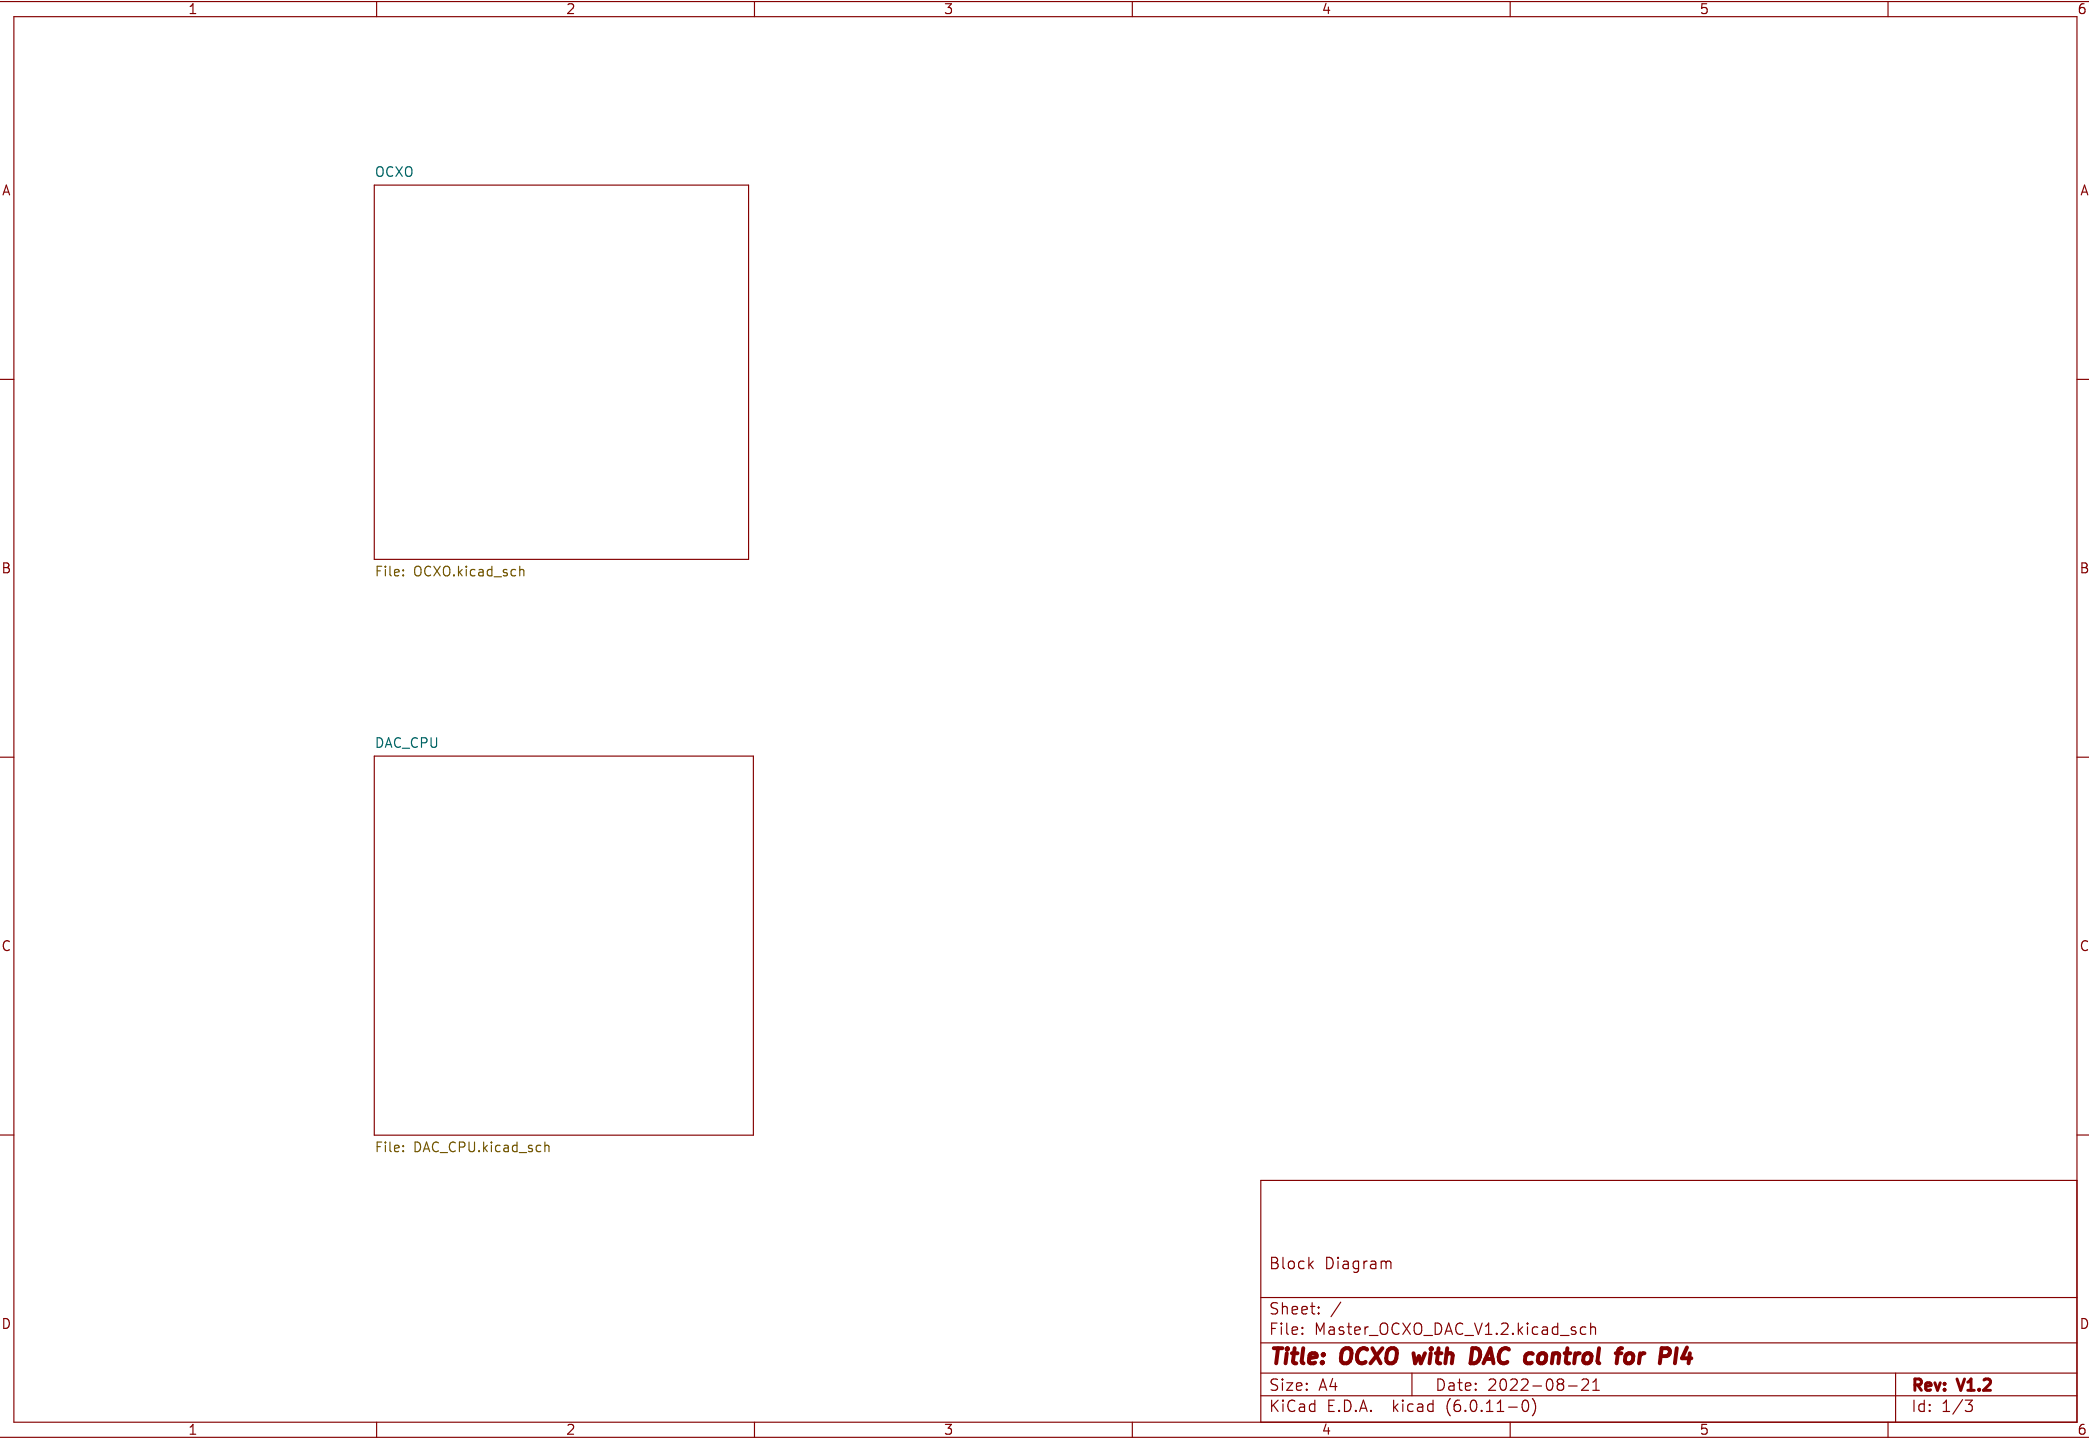 1 2 3 4 5 6
OCXO
A A
File: OCXO.kicad_sch
B B
DAC_CPU
C C
File: DAC_CPU.kicad_sch
Block Diagram
Sheet: /
File: Master_OCXO_DAC_V1.2.kicad_sch
D D
Title: OCXO with DAC control for PI4
Size: A4 Date: 2022-08-21 Rev: V1.2
KiCad E.D.A. kicad (6.0.11-0) Id: 1/3
1 2 3 4 5 6